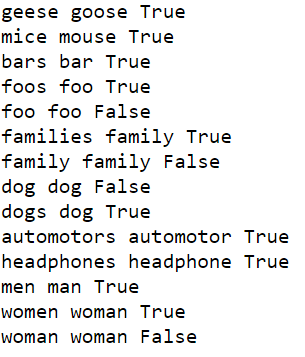 geese goose True
mice mouse True
bars bar True
foos foo True
foo foo False
families family True
family family False
dog dog False
dogs dog True
automotors automotor True
headphones headphone True
men man True
women woman True
woman woman False